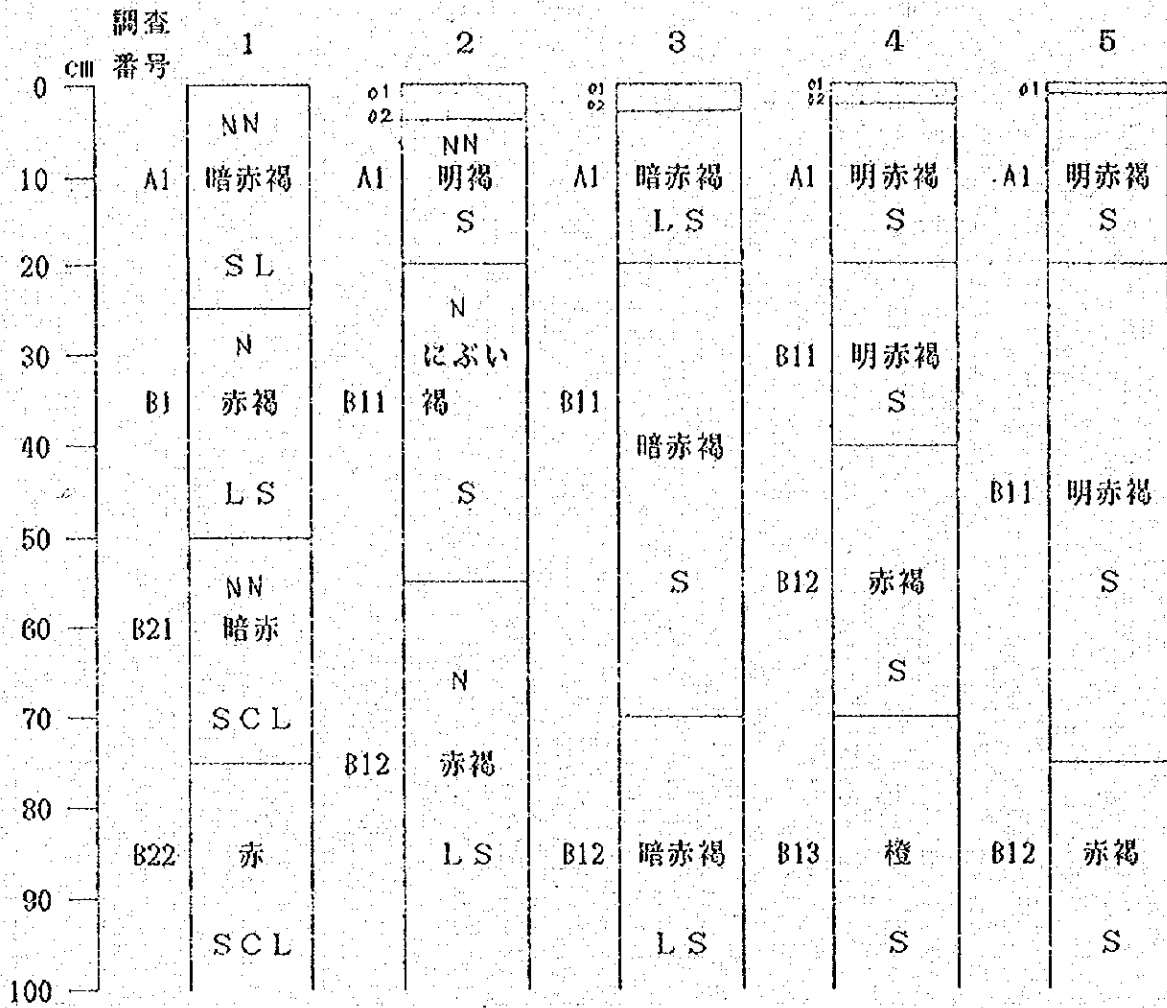 調査
番号
1 2 3 4 5
cm
0
10
20
30
40
50
60
70
80
90
100
A1
NN
暗赤褐
SL
B1
N
赤褐
LS
B21
NN
暗赤
SCL
B22
赤
SCL
O1
O2
A1
NN
明褐
S
B11
N
にぶい
褐
S
B12
N
赤褐
LS
O1
O2
A1
暗赤褐
LS
B11
暗赤褐
S
B12
暗赤褐
LS
O1
O2
A1
明赤褐
S
B11
明赤褐
S
B12
赤褐
S
B13
橙
S
O1
A1
明赤褐
S
B11
明赤褐
S
B12
赤褐
S